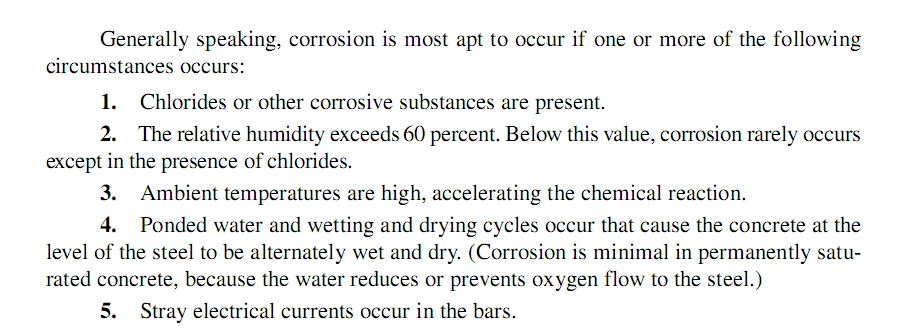 Generally speaking, corrosion is most apt to occur if one or more of the following
circumstances occurs:
1. Chlorides or other corrosive substances are present.
2. The relative humidity exceeds 60 percent. Below this value, corrosion rarely occurs
except in the presence of chlorides.
3. Ambient temperatures are high, accelerating the chemical reaction.
4. Ponded water and wetting and drying cycles occur that cause the concrete at the
level of the steel to be alternately wet and dry. (Corrosion is minimal in permanently satu-
rated concrete, because the water reduces or prevents oxygen flow to the steel.)
5. Stray electrical currents occur in the bars.